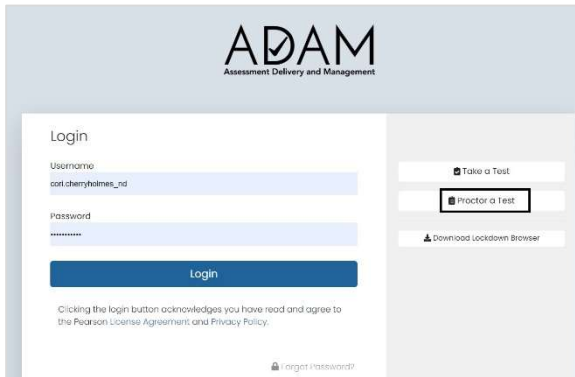 ADAM
Assessment Delivery and Management
Login
Username
cori.cherryholmes_nd
Password
Login
Clicking the login button acknowledges you have read and agree to
the Pearson License Agreement and Privacy Policy.
Forgot Password?
Take a Test
Proctor a Test
Download Lockdown Browser